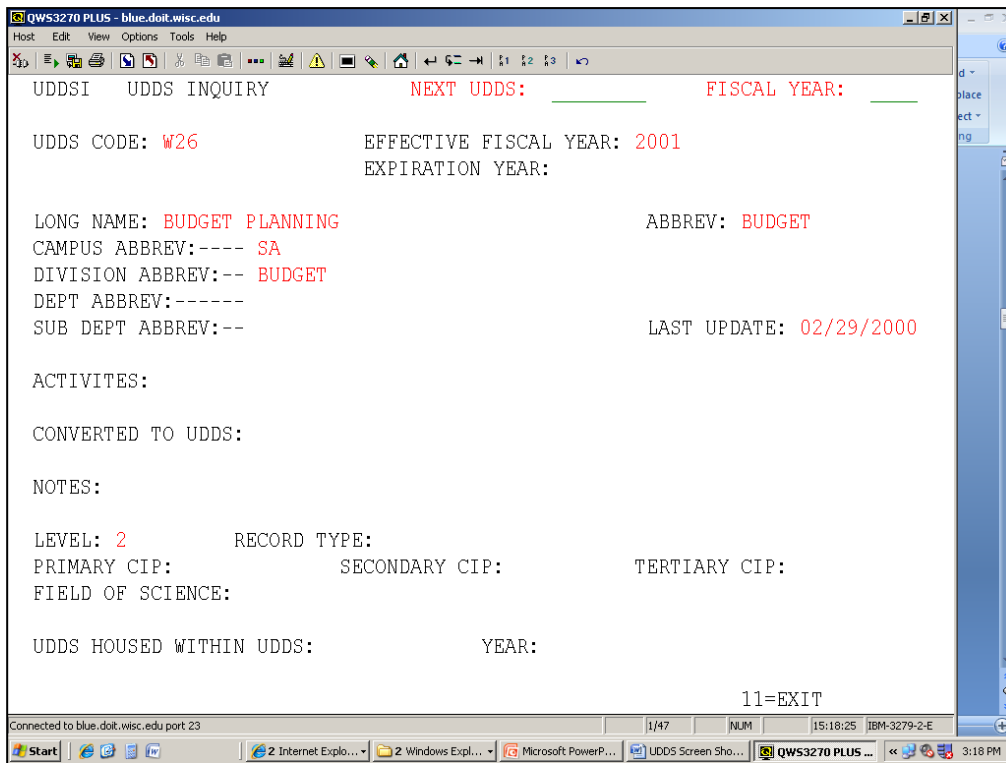 QWS3270 PLUS - blue.doit.wisc.edu
Host Edit View Options Tools Help
UDDSI UDDS INQUIRY NEXT UDDS: FISCAL YEAR:
UDDS CODE: W26 EFFECTIVE FISCAL YEAR: 2001
EXPIRATION YEAR:
LONG NAME: BUDGET PLANNING ABBREV: BUDGET
CAMPUS ABBREV:---- SA
DIVISION ABBREV:-- BUDGET
DEPT ABBREV:------
SUB DEPT ABBREV:-- LAST UPDATE: 02/29/2000
ACTIVITES:
CONVERTED TO UDDS:
NOTES:
LEVEL: 2 RECORD TYPE:
PRIMARY CIP: SECONDARY CIP: TERTIARY CIP:
FIELD OF SCIENCE:
UDDS HOUSED WITHIN UDDS: YEAR:
11=EXIT
Connected to blue.doit.wisc.edu port 23 1/47 NUM 15:18:25 IBM-3279-2-E
Start 2 Internet Explo... 2 Windows Expl... Microsoft PowerP... UDDS Screen Sho... QWS3270 PLUS ... « 3:18 PM